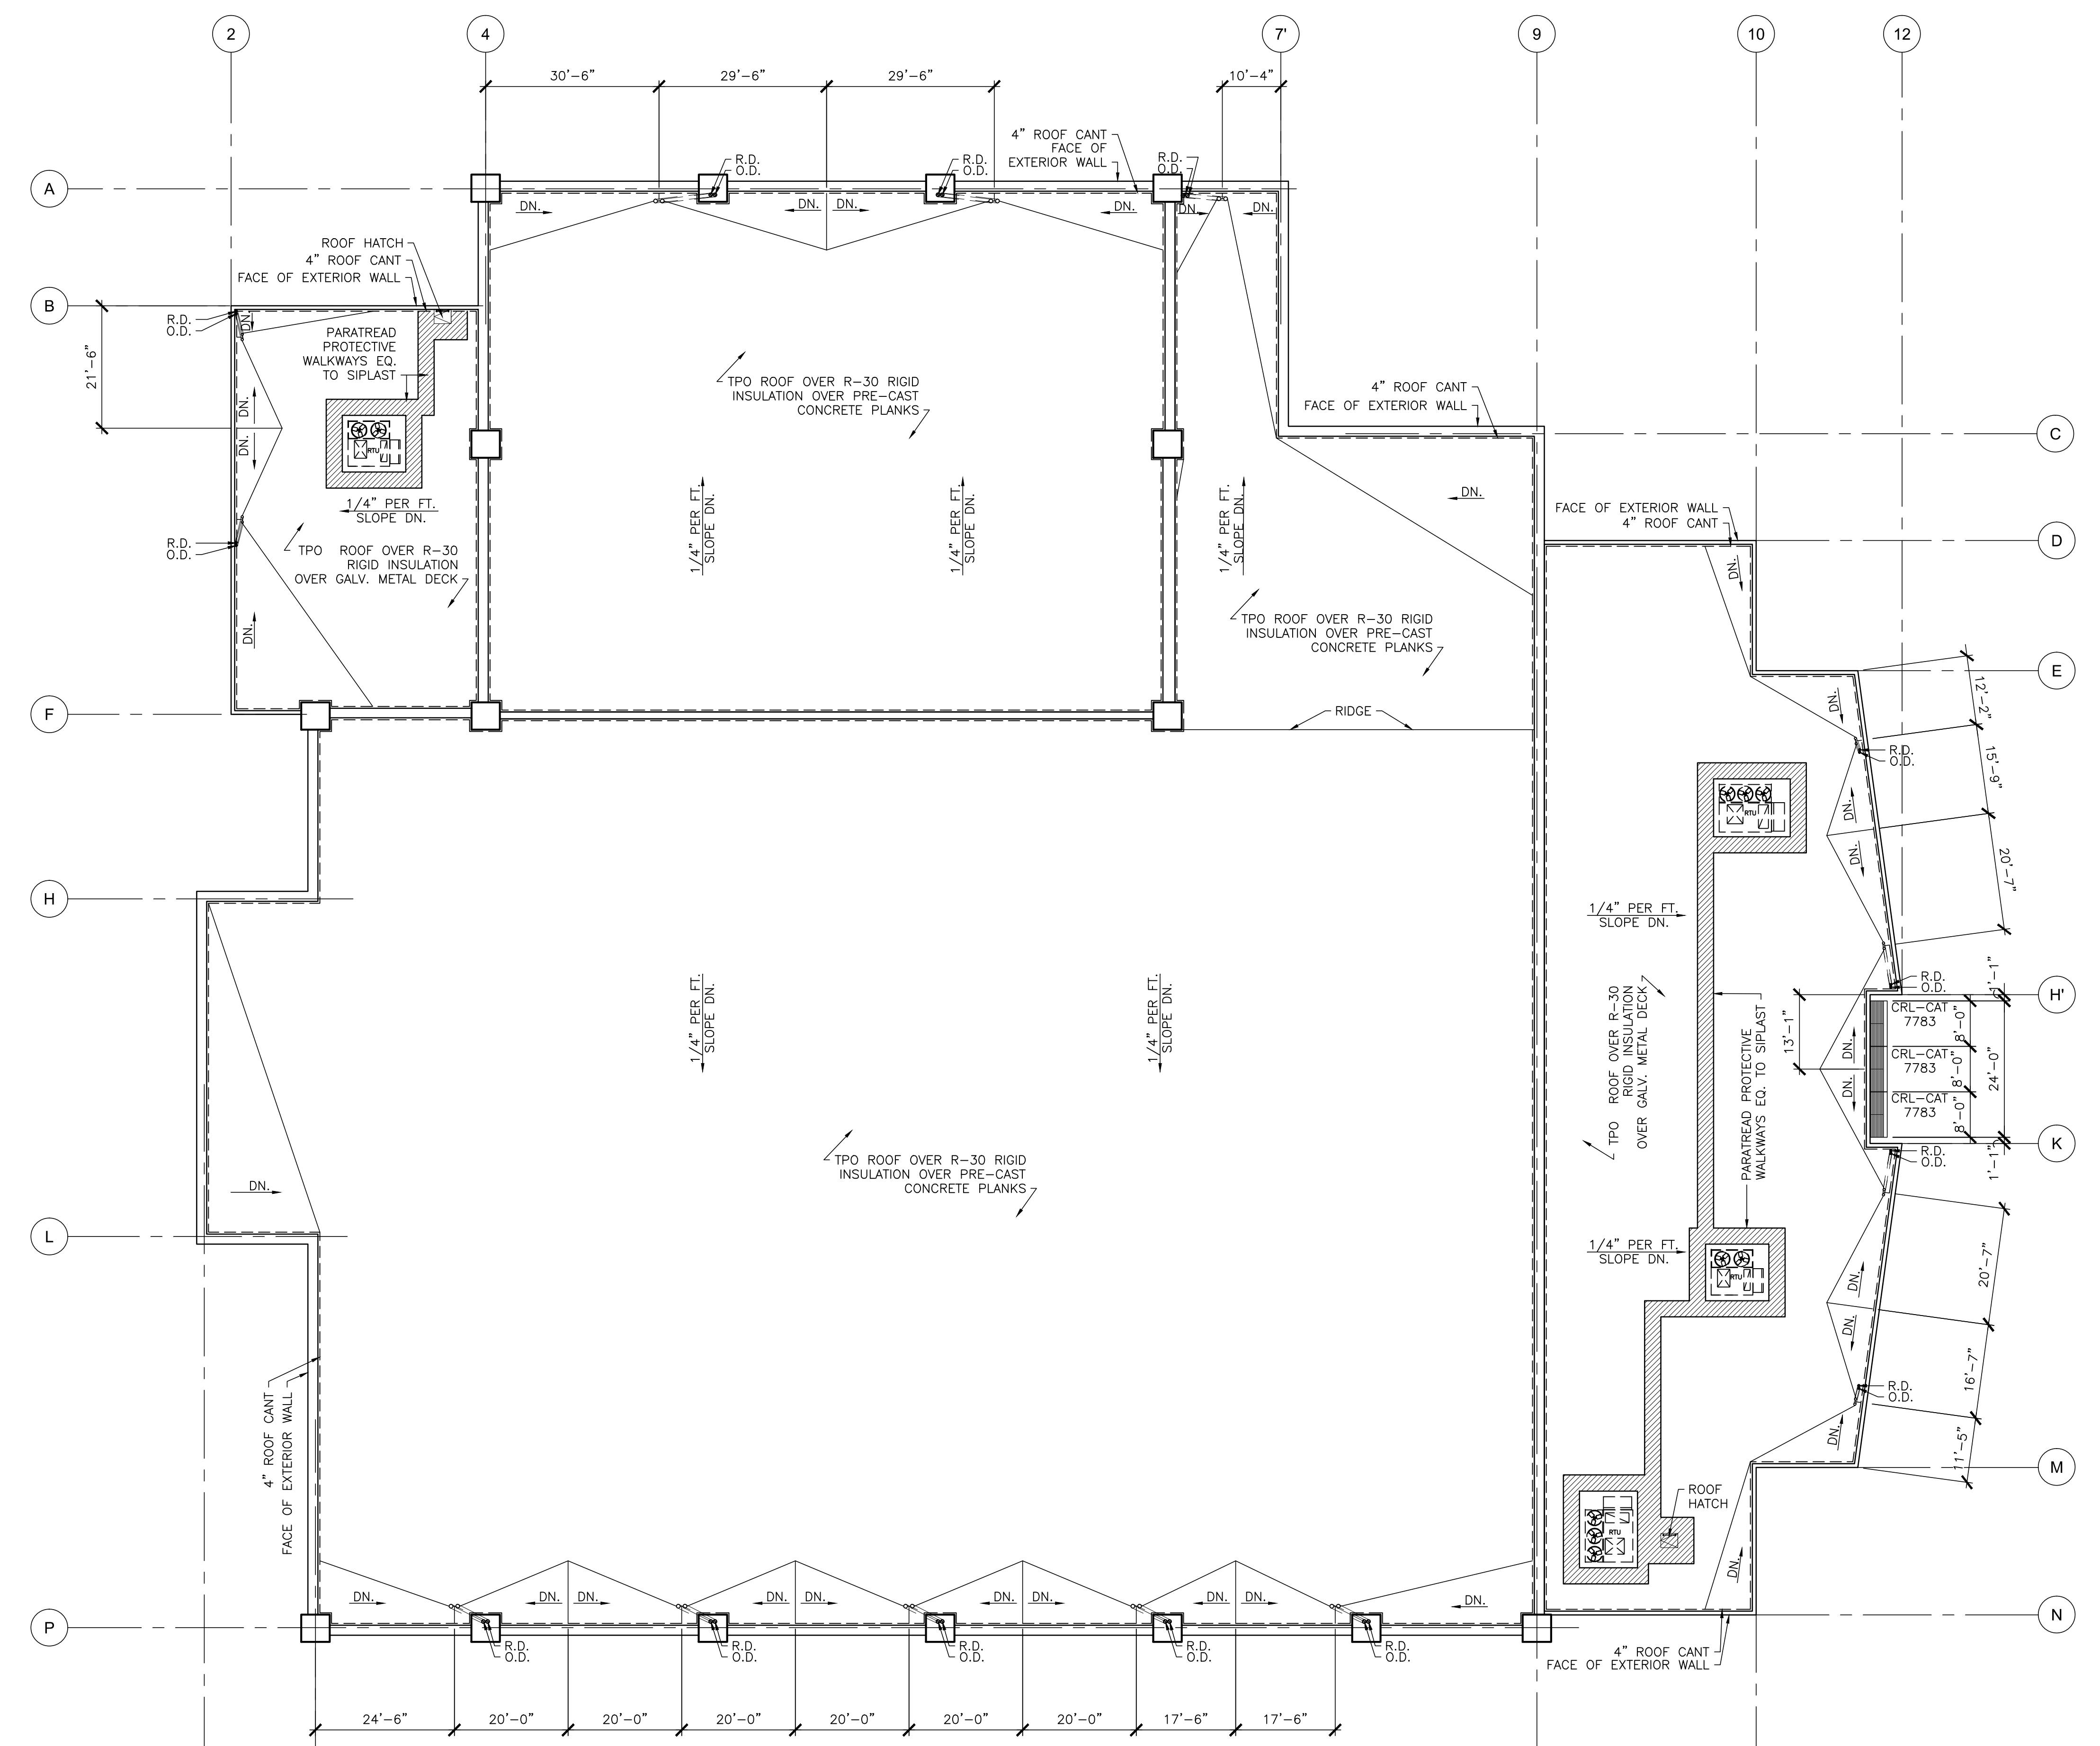 2
4
7'
9
10
12
30'-6"
29'-6"
29'-6"
10'-4"
4" ROOF CANT
FACE OF
EXTERIOR WALL
R.D.
O.D.
R.D.
O.D.
R.D.
O.D.
A
DN.
DN.
DN.
DN.
DN.
DN.
ROOF HATCH
4" ROOF CANT
FACE OF EXTERIOR WALL
B
R.D.
O.D.
DN.
PARATREAD
PROTECTIVE
WALKWAYS EQ.
TO SIPLAST
21'-6"
DN.
DN.
RTU
TPO ROOF OVER R-30 RIGID
INSULATION OVER PRE-CAST
CONCRETE PLANKS
4" ROOF CANT
FACE OF EXTERIOR WALL
C
1/4" PER FT.
SLOPE DN.
DN.
1/4" PER FT.
SLOPE DN.
1/4" PER FT.
SLOPE DN.
1/4" PER FT.
SLOPE DN.
FACE OF EXTERIOR WALL
4" ROOF CANT
D
R.D.
O.D.
TPO ROOF OVER R-30
RIGID INSULATION
OVER GALV. METAL DECK
DN.
DN.
TPO ROOF OVER R-30 RIGID
INSULATION OVER PRE-CAST
CONCRETE PLANKS
E
12'-2"
DN.
F
RIDGE
R.D.
O.D.
15'-9"
RTU
DN.
DN.
20'-7"
H
1/4" PER FT.
SLOPE DN.
R.D.
O.D.
1'-1"
H'
1/4" PER FT.
SLOPE DN.
1/4" PER FT.
SLOPE DN.
TPO ROOF OVER R-30
RIGID INSULATION
OVER GALV. METAL DECK
PARATREAD PROTECTIVE
WALKWAYS EQ. TO SIPLAST
13'-1"
DN.
DN.
CRL-CAT
7783
8'-0"
CRL-CAT
7783
8'-0"
CRL-CAT
7783
8'-0"
24'-0"
K
R.D.
O.D.
1'-1"
TPO ROOF OVER R-30 RIGID
INSULATION OVER PRE-CAST
CONCRETE PLANKS
DN.
L
1/4" PER FT.
SLOPE DN.
RTU
DN.
20'-7"
DN.
16'-7"
R.D.
O.D.
4" ROOF CANT
FACE OF EXTERIOR WALL
DN.
11'-5"
M
ROOF
HATCH
RTU
DN.
DN.
DN.
DN.
DN.
DN.
DN.
DN.
DN.
DN.
DN.
P
N
R.D.
O.D.
R.D.
O.D.
R.D.
O.D.
R.D.
O.D.
R.D.
O.D.
4" ROOF CANT
FACE OF EXTERIOR WALL
24'-6"
20'-0"
20'-0"
20'-0"
20'-0"
20'-0"
20'-0"
17'-6"
17'-6"